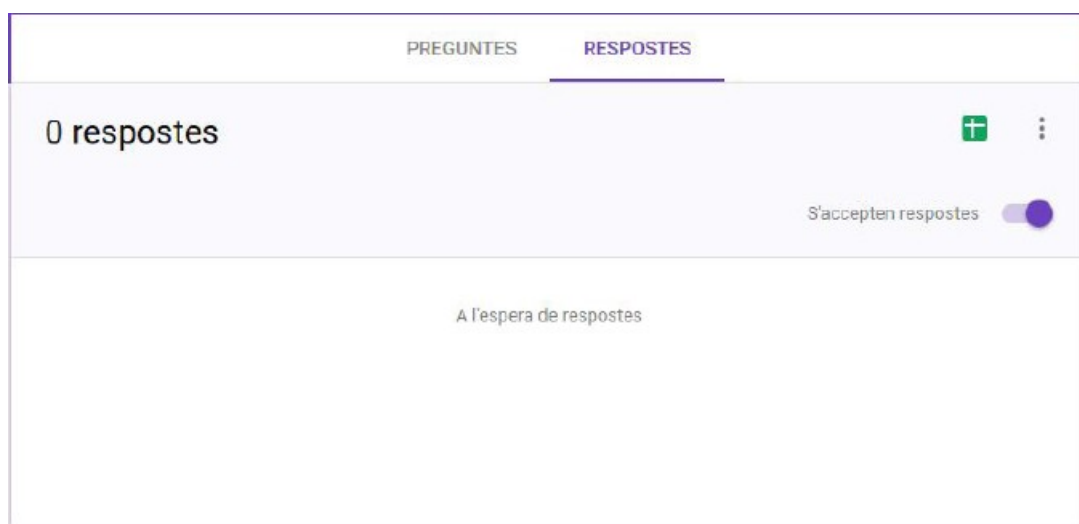 PREGUNTES RESPOSTES
0 respostes
S'accepten respostes
A l'espera de respostes